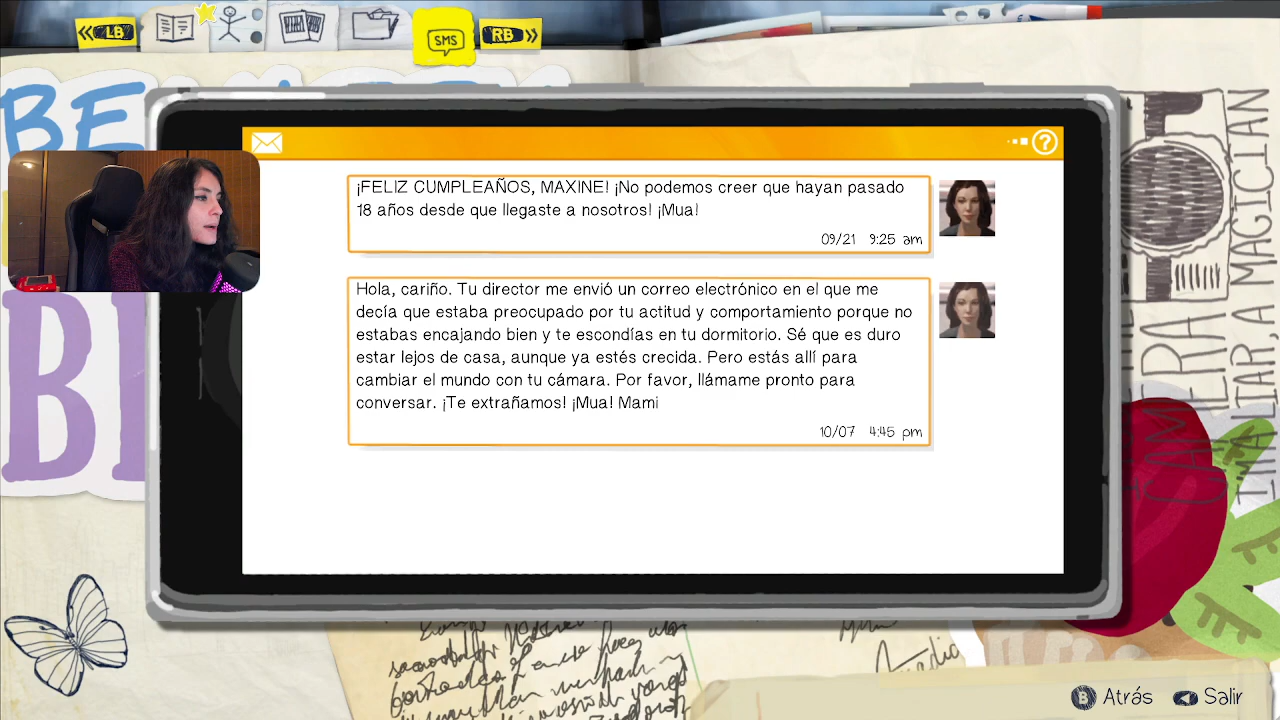 LB
SMS
RB
¡FELIZ CUMPLEAÑOS, MAXINE! ¡No podemos creer que hayan pasado
18 años desde que llegaste a nosotros! ¡Mua!
09/21 9:25 am
Hola, cariño. Tu director me envió un correo electrónico en el que me
decía que estaba preocupado por tu actitud y comportamiento porque no
estabas encajando bien y te escondías en tu dormitorio. Sé que es duro
estar lejos de casa, aunque ya estés crecida. Pero estás allí para
cambiar el mundo con tu cámara. Por favor, llámame pronto para
conversar. ¡Te extrañamos! ¡Mua! Mami
10/07 4:45 pm
BE
B
CAMERA
MAGICIAN
B Atrás
Salir